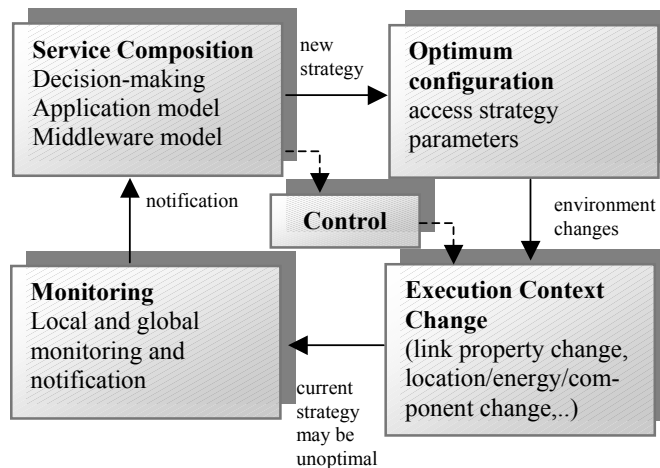 Service Composition
Decision-making
Application model
Middleware model
new
strategy
Optimum
configuration
access strategy
parameters
notification
Control
environment
changes
Monitoring
Local and global
monitoring and
notification
current
strategy
may be
unoptimal
Execution Context
Change
(link property change,
location/energy/com-
ponent change,..)